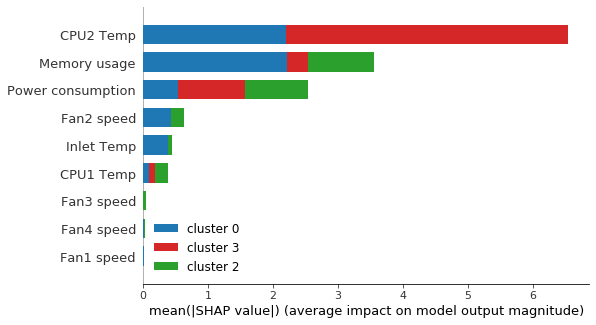 CPU2 Temp
Memory usage
Power consumption
Fan2 speed
Inlet Temp
CPU1 Temp
Fan3 speed
Fan4 speed
Fan1 speed
cluster 0
cluster 3
cluster 2
0 1 2 3 4 5 6
mean(|SHAP value|) (average impact on model output magnitude)